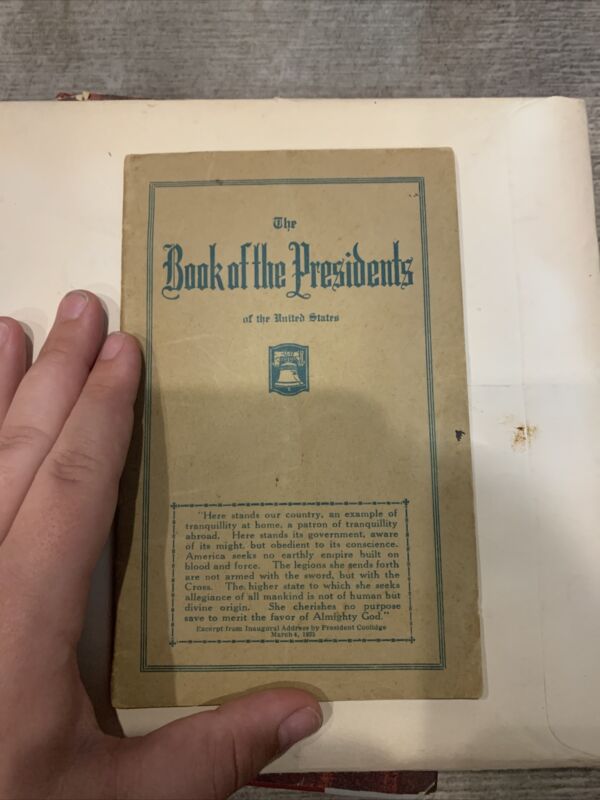 The
Book of the Presidents
of the United States
"Here stands our country, an example of
tranquillity at home, a patron of tranquillity
abroad. Here stands its government, aware
of its might, but obedient to its conscience.
America seeks no earthly empire built on
blood and force. The legions she sends forth
are not armed with the sword, but with the
Cross. The higher state to which she seeks
allegiance of all mankind is not of human but
divine origin. She cherishes no purpose
save to merit the favor of Almighty God."
Excerpt from Inaugural Address by President Coolidge
March 4, 1925